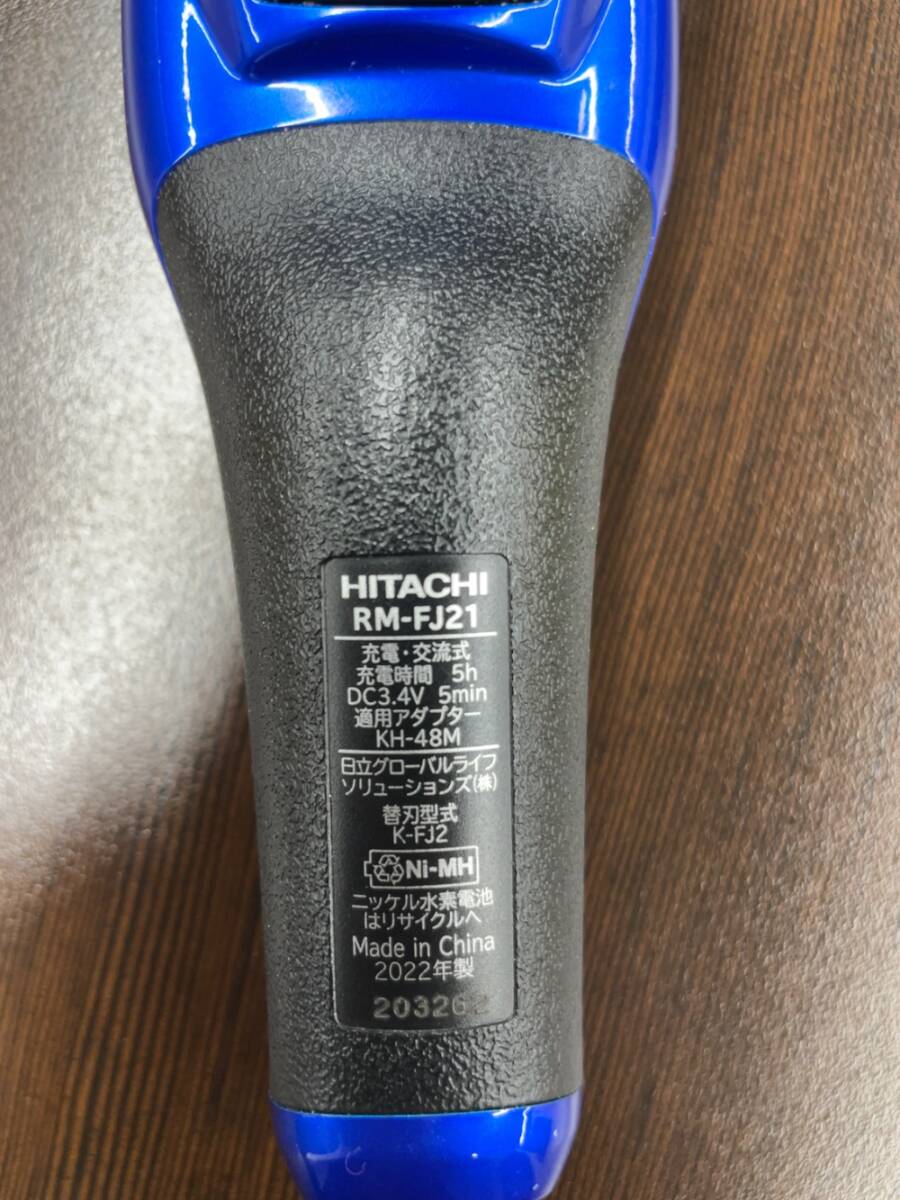 HITACHI
RM-FJ21
充電・交流式
充電時間 5h
DC3.4V 5min
適用アダプター
KH-48M
日立グローバルライフ
ソリューションズ(株)
替刃型式
K-FJ2
Ni-MH
ニッケル水素電池
はリサイクルへ
Made in China
2022年製
203262